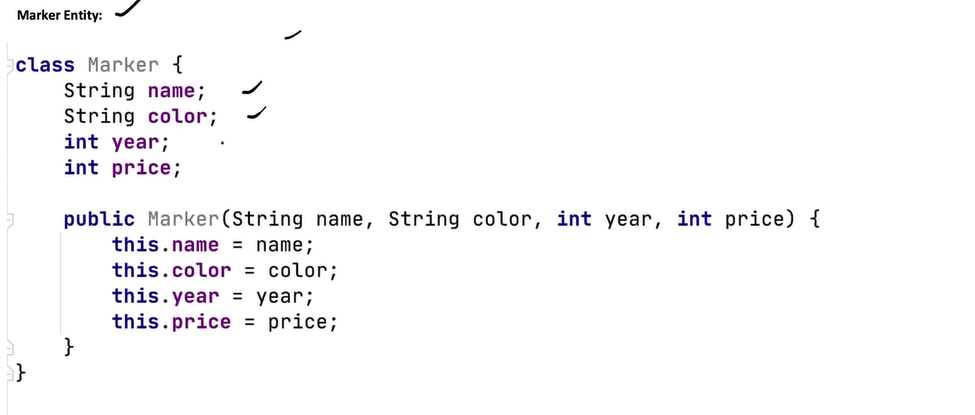 Marker Entity:
class Marker {
String name;
String color;
int year;
int price;
public Marker(String name, String color, int year, int price) {
this.name = name;
this.color = color;
this.year = year;
this.price = price;
}
}